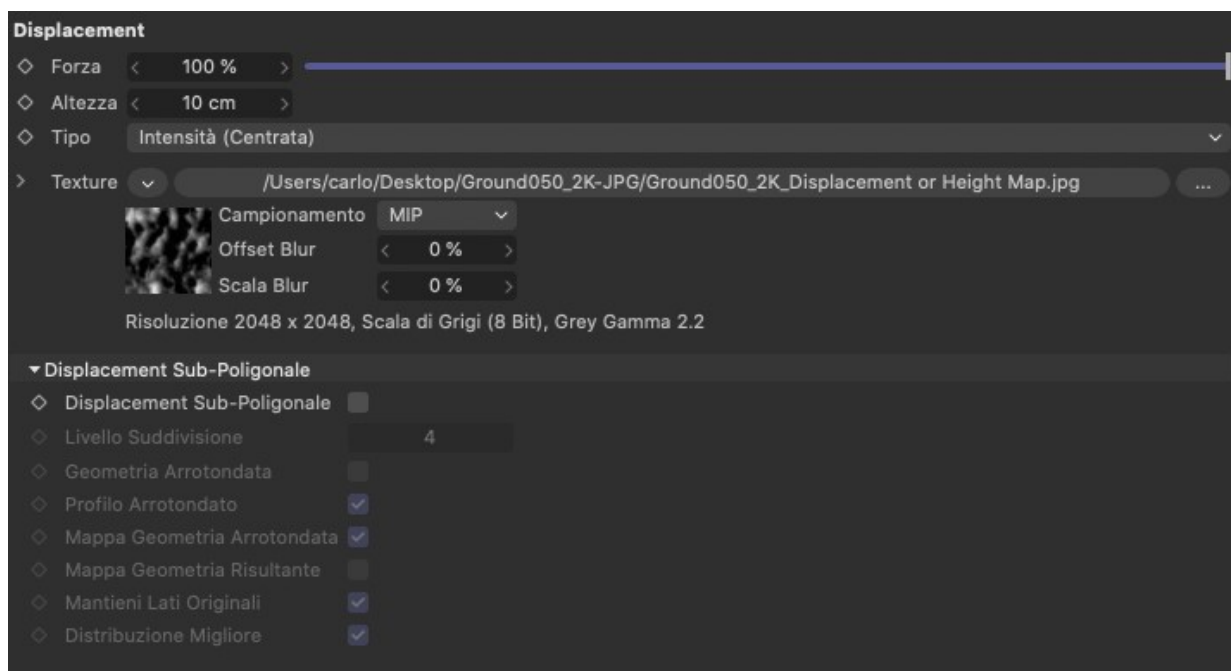 Displacement
Forza 100 %
Altezza 10 cm
Tipo Intensità (Centrata)
Texture /Users/carlo/Desktop/Ground050_2K-JPG/Ground050_2K_Displacement or Height Map.jpg ...
Campionamento MIP
Offset Blur 0 %
Scala Blur 0 %
Risoluzione 2048 x 2048, Scala di Grigi (8 Bit), Grey Gamma 2.2
Displacement Sub-Poligonale
Displacement Sub-Poligonale
Livello Suddivisione 4
Geometria Arrotondata
Profilo Arrotondato
Mappa Geometria Arrotondata
Mappa Geometria Risultante
Mantieni Lati Originali
Distribuzione Migliore